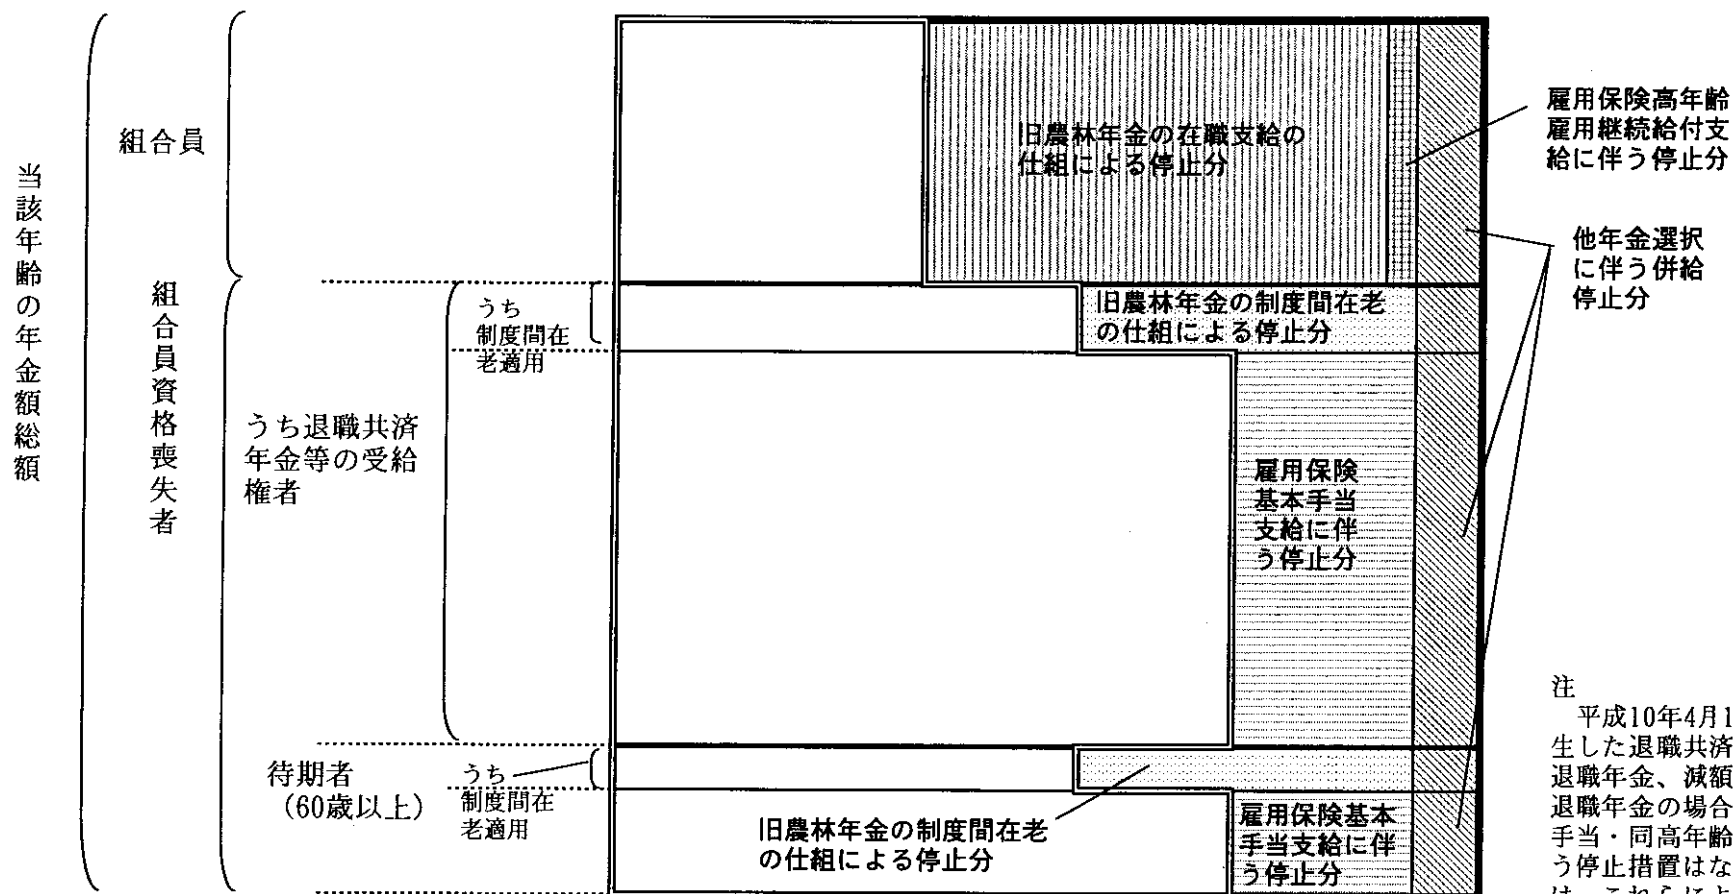 当該年齢の年金額総額
組合員
組合員資格喪失者
うち退職共済
年金等の受給
権者
うち
制度間在
老適用
待期者
(60歳以上)
うち
制度間在
老適用
旧農林年金の在職支給の
仕組による停止分
旧農林年金の制度間在老
の仕組による停止分
雇用保険
基本手当
支給に伴
う停止分
旧農林年金の制度間在老
の仕組による停止分
雇用保険基本
手当支給に伴
う停止分
雇用保険高年齢
雇用継続給付支
給に伴う停止分
他年金選択
に伴う併給
停止分
注
平成10年4月1
生した退職共済
退職年金、減額
退職年金の場合
手当・同高年齢
う停止措置はな